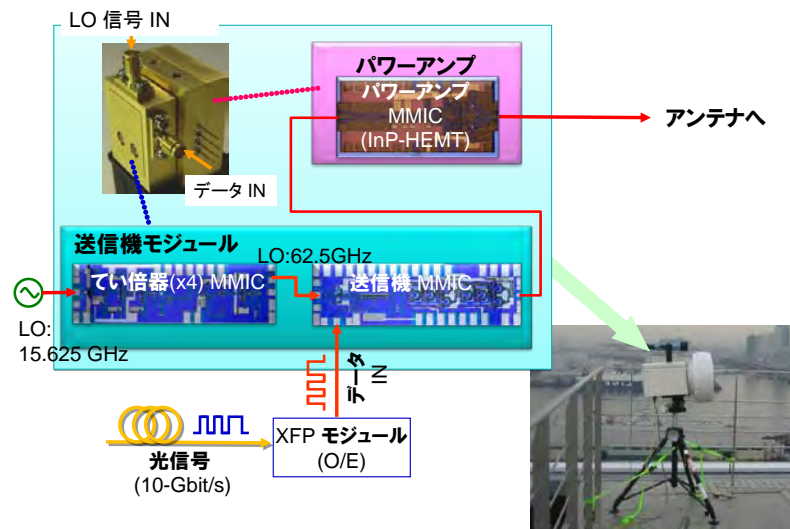 LO 信号 IN
データ IN
パワーアンプ
パワーアンプ
MMIC
(InP-HEMT)
アンテナへ
送信機モジュール
LO:62.5GHz
てい倍器(x4) MMIC
送信機 MMIC
LO:
15.625 GHz
データ
IN
XFP モジュール
(O/E)
光信号
(10-Gbit/s)